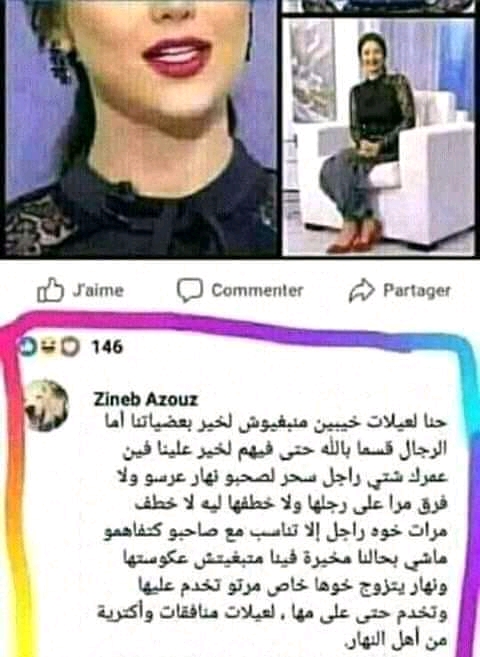 J'aime
Commenter
Partager
146
Zineb Azouz
حنا لعيلات خيبين منبغيوش لخير بعضياتنا أما
الرجال قسما بالله حتى فيهم لخير علينا فين
عمرك شتي راجل سحر لصحبو نهار عرسو ولا
فرق مرا على رجلها ولا خطفها ليه لا خطف
مرات خوه راجل إلا تناسب مع صاحبو كتفاهمو
ماشي بحالنا مخيرة فينا متبغيتش عكوستها
ونهار يتزوج خوها خاص مرتو تخدم عليها
وتخدم حتى على مها , لعيلات منافقات وأكترية
من أهل النهار.